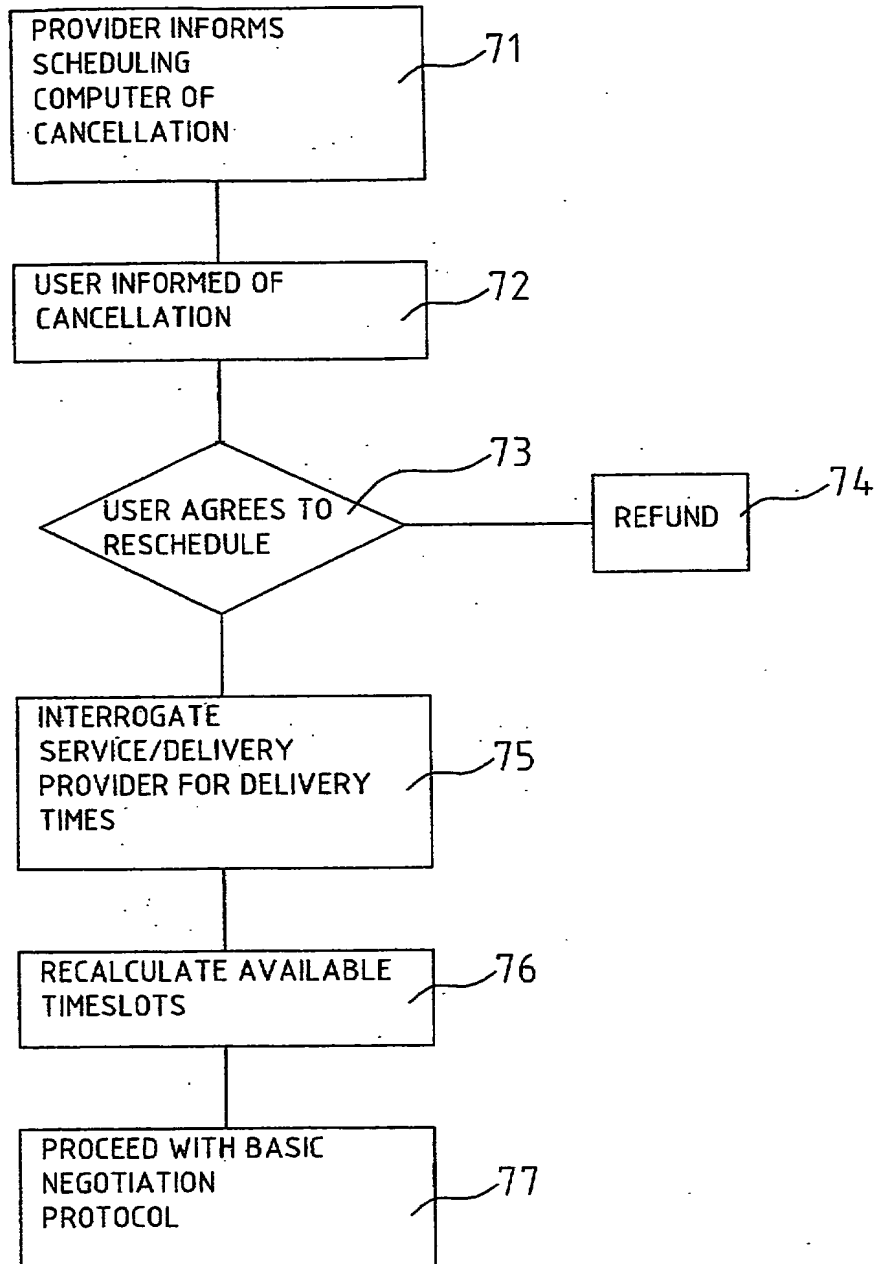 PROVIDER INFORMS
SCHEDULING
COMPUTER OF
CANCELLATION
71
USER INFORMED OF
CANCELLATION
72
USER AGREES TO
RESCHEDULE
73
REFUND
74
INTERROGATE
SERVICE/DELIVERY
PROVIDER FOR DELIVERY
TIMES
75
RECALCULATE AVAILABLE
TIMESLOTS
76
PROCEED WITH BASIC
NEGOTIATION
PROTOCOL
77